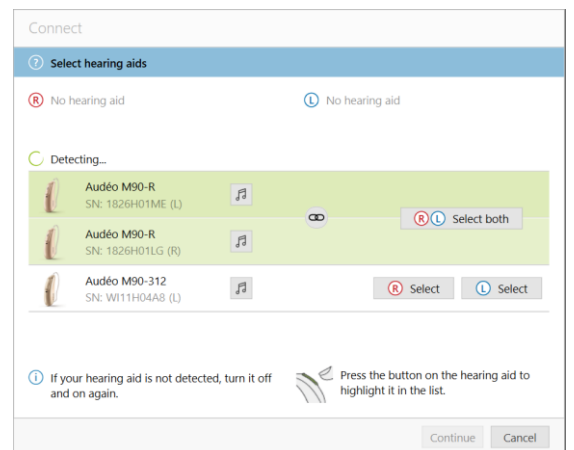 Connect
? Select hearing aids
R No hearing aid
L No hearing aid
Detecting...
Audéo M90-R
SN: 1826H01ME (L)
R L Select both
Audéo M90-R
SN: 1826H01LG (R)
Audéo M90-312
SN: WI11H04A8 (L)
R Select
L Select
i If your hearing aid is not detected, turn it off
and on again.
Press the button on the hearing aid to
highlight it in the list.
Continue
Cancel